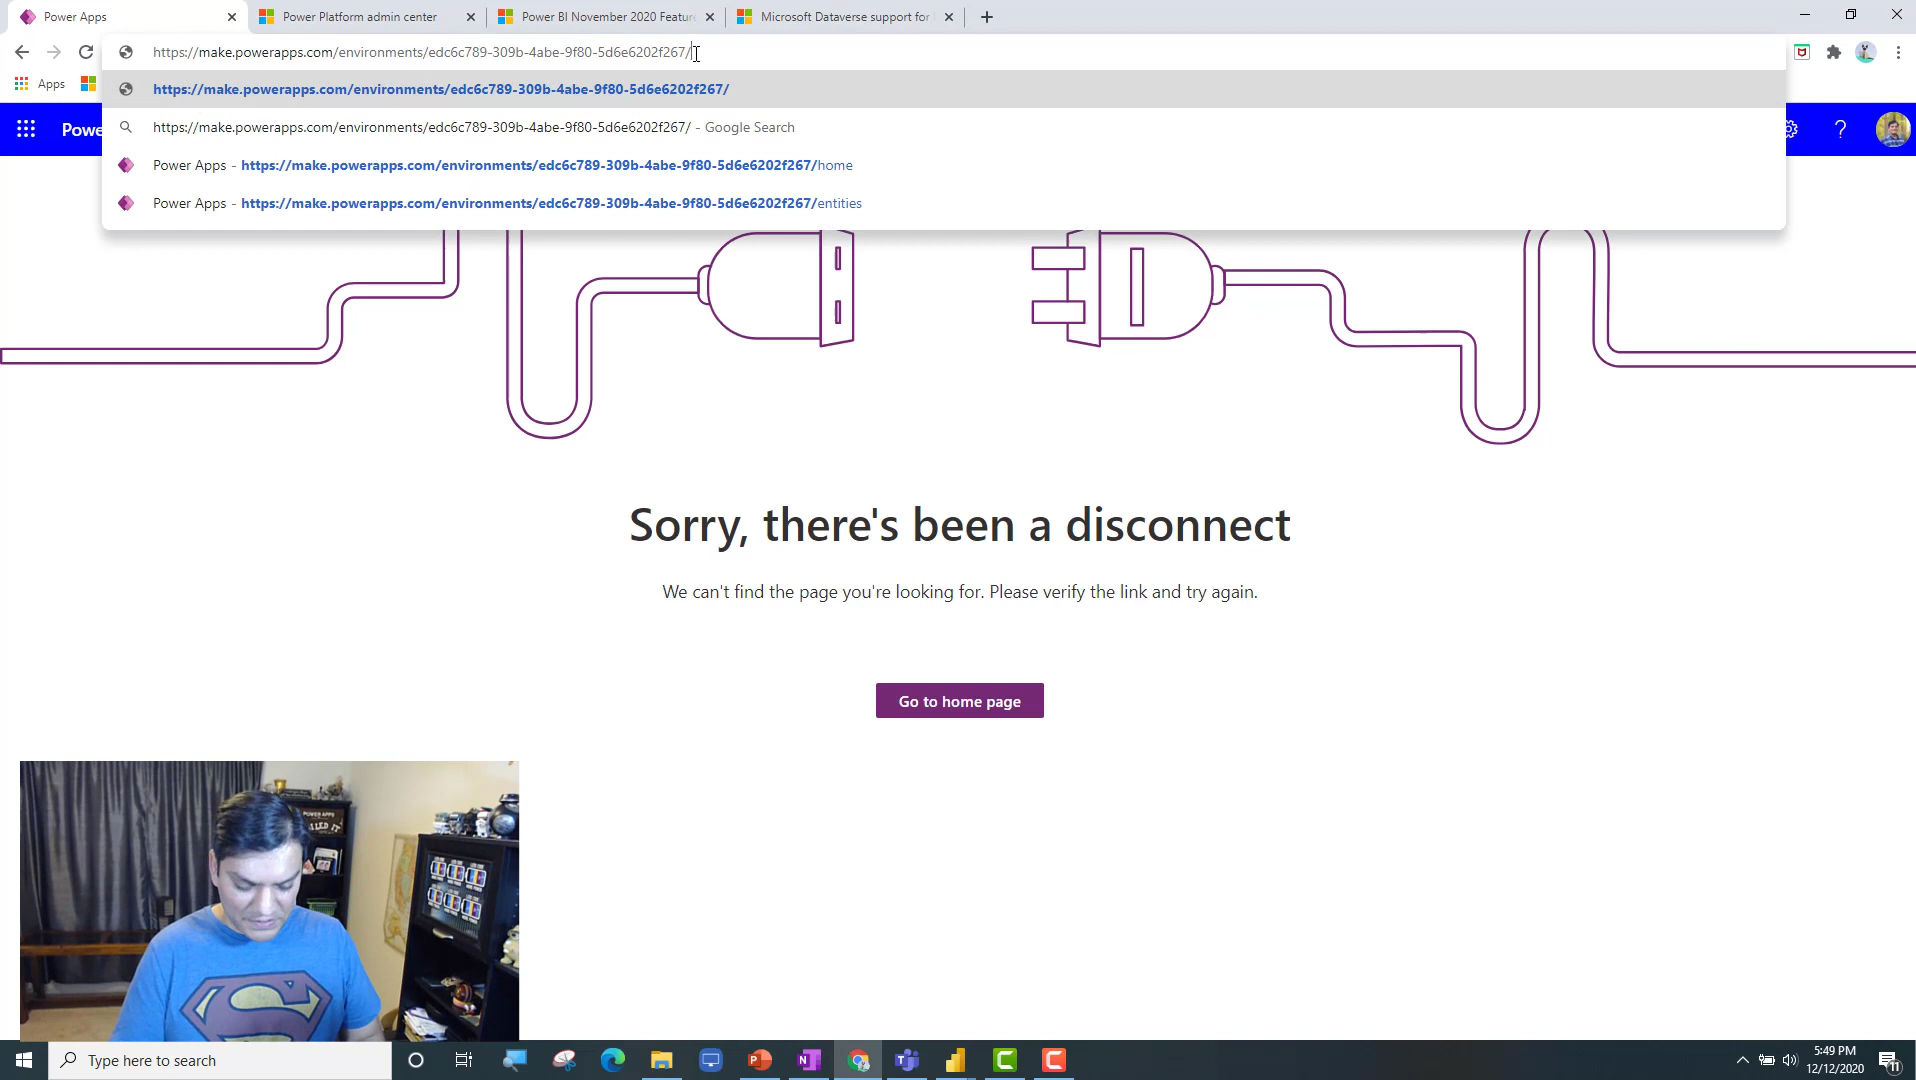 Power Apps
Power Platform admin center
Power BI November 2020 Featur
Microsoft Dataverse support for
https://make.powerapps.com/environments/edc6c789-309b-4abe-9f80-5d6e6202f267/
Apps
https://make.powerapps.com/environments/edc6c789-309b-4abe-9f80-5d6e6202f267/
https://make.powerapps.com/environments/edc6c789-309b-4abe-9f80-5d6e6202f267/ - Google Search
Power Apps - https://make.powerapps.com/environments/edc6c789-309b-4abe-9f80-5d6e6202f267/home
Power Apps - https://make.powerapps.com/environments/edc6c789-309b-4abe-9f80-5d6e6202f267/entities
Powe
Sorry, there's been a disconnect
We can't find the page you're looking for. Please verify the link and try again.
Go to home page
POWER APPS
Type here to search
5:49 PM
12/12/2020
11